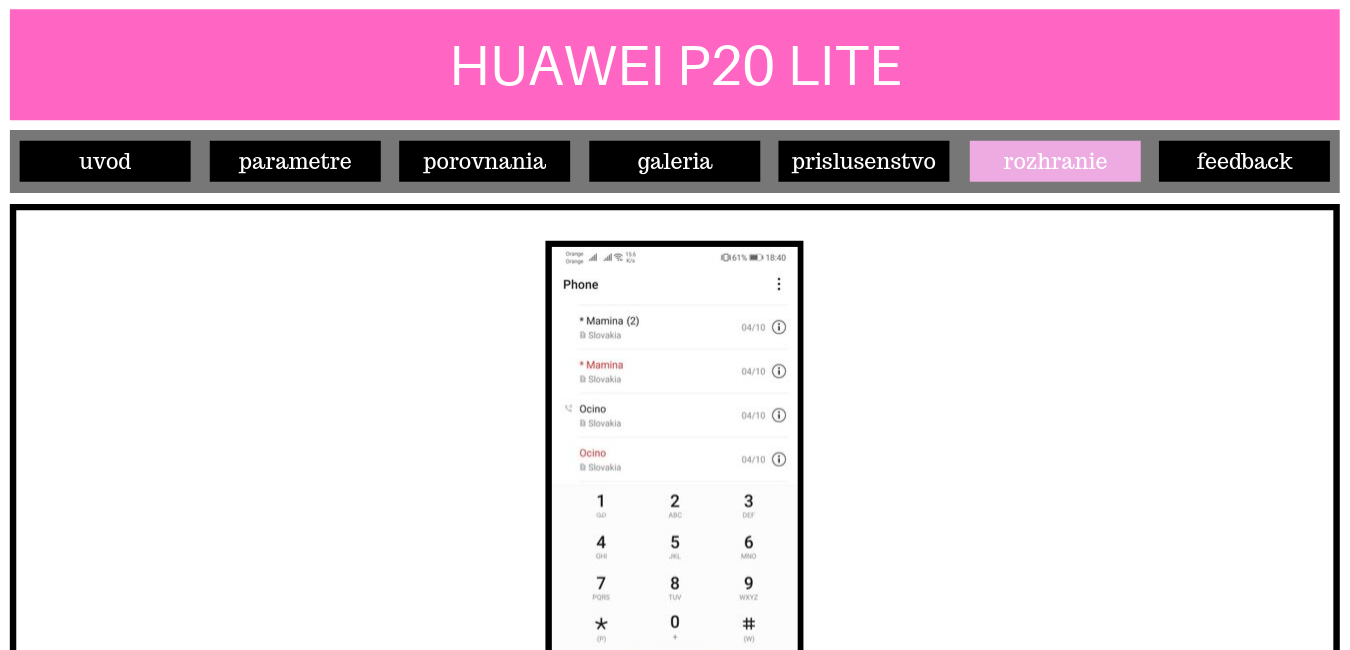 HUAWEI P20 LITE
uvod parametre porovnania galeria prislusenstvo rozhranie feedback
Orange 15.6
Orange K/s 61% 18:40
Phone
* Mamina (2)
Slovakia 04/10
* Mamina
Slovakia 04/10
Ocino
Slovakia 04/10
Ocino
Slovakia 04/10
1 2 3
ABC DEF
4 5 6
GHI JKL MNO
7 8 9
PQRS TUV WXYZ
* 0 #
(P) + (W)